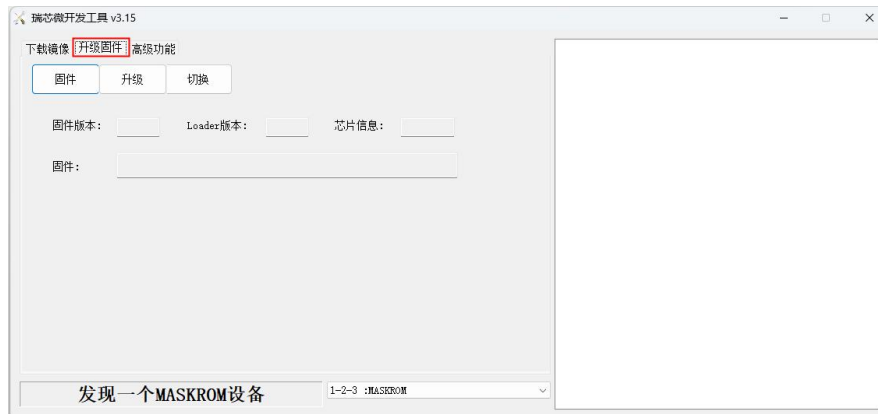 瑞芯微开发工具 v3.15
下载镜像 升级固件 高级功能
固件 升级 切换
固件版本: Loader版本: 芯片信息:
固件:
发现一个MASKROM设备 1-2-3 :MASKROM